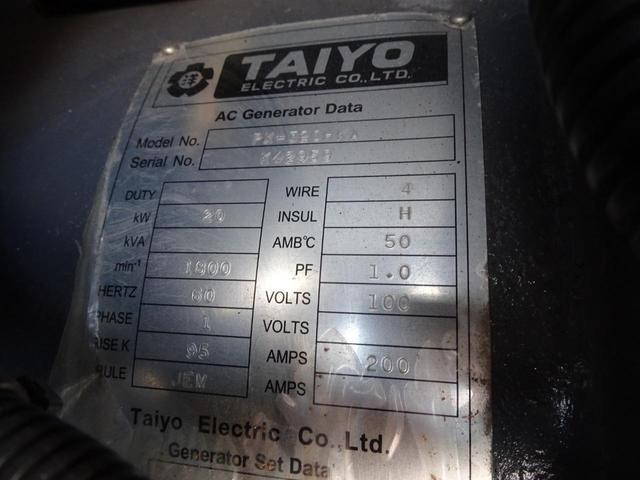 TAIYO
ELECTRIC CO.,LTD.
AC Generator Data
Model No.
Serial No.
DUTY WIRE 4
kW 20 INSUL H
kVA AMB°C 50
min⁻¹ 1800 PF 1.0
HERTZ 60 VOLTS 100
PHASE 1 VOLTS
RISE K 95 AMPS 200
RULE JEM AMPS
Taiyo Electric Co., Ltd.
Generator Set Data